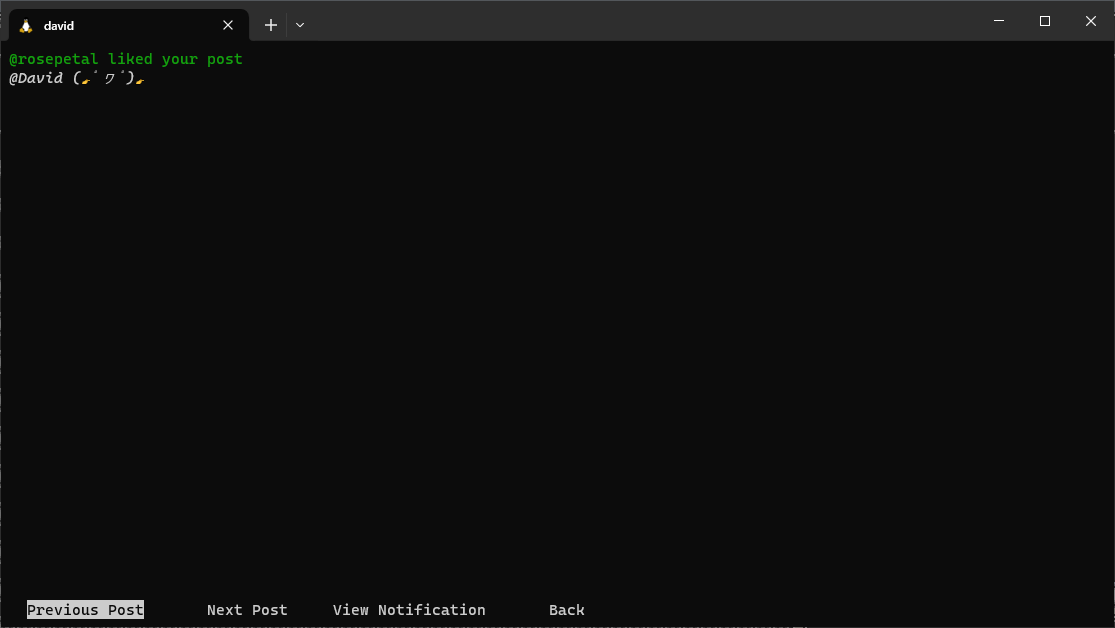 david
@rosepetal liked your post
@David (👉ﾟヮﾟ)👉
Previous Post Next Post View Notification Back